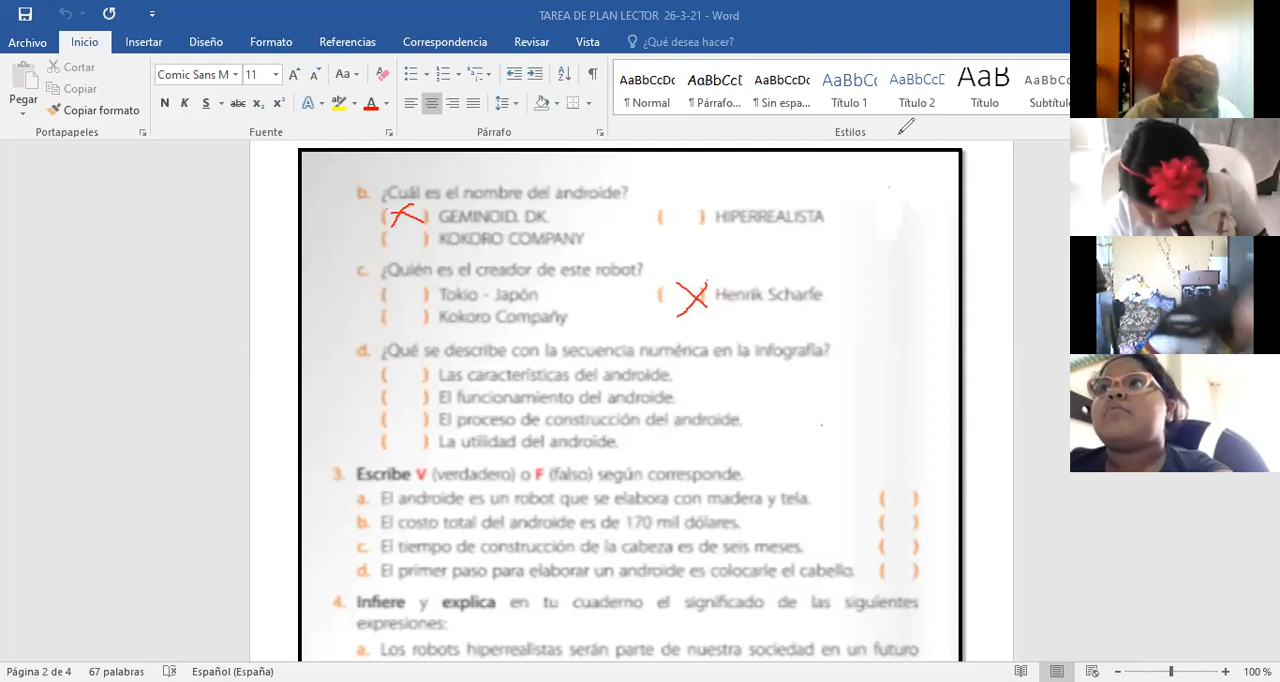 TAREA DE PLAN LECTOR 26-3-21 - Word
Archivo Inicio Insertar Diseño Formato Referencias Correspondencia Revisar Vista ¿Qué desea hacer?
Pegar
Cortar
Copiar
Copiar formato
Portapapeles
Comic Sans M 11
N K S abc x₂ x²
Fuente
Párrafo
AaBbCcDc AaBbCcD AaBbCcDc AaBbC AaBbCcD AaB AaBbCcD
¶ Normal ¶ Párrafo... ¶ Sin espa... Título 1 Título 2 Título Subtítul
Estilos
b. ¿Cuál es el nombre del androide?
( ) GEMINOID. DK. ( ) HIPERREALISTA
( ) KOKORO COMPANY
c. ¿Quién es el creador de este robot?
( ) Tokio - Japón ( ) Henrik Scharfe
( ) Kokoro Compañy
d. ¿Qué se describe con la secuencia numérica en la infografía?
( ) Las características del androide.
( ) El funcionamiento del androide.
( ) El proceso de construcción del androide.
( ) La utilidad del androide.
3. Escribe V (verdadero) o F (falso) según corresponde.
a. El androide es un robot que se elabora con madera y tela. ( )
b. El costo total del androide es de 170 mil dólares. ( )
c. El tiempo de construcción de la cabeza es de seis meses. ( )
d. El primer paso para elaborar un androide es colocarle el cabello. ( )
4. Infiere y explica en tu cuaderno el significado de las siguientes
expresiones:
a. Los robots hiperrealistas serán parte de nuestra sociedad en un futuro
Página 2 de 4 67 palabras Español (España) 100 %